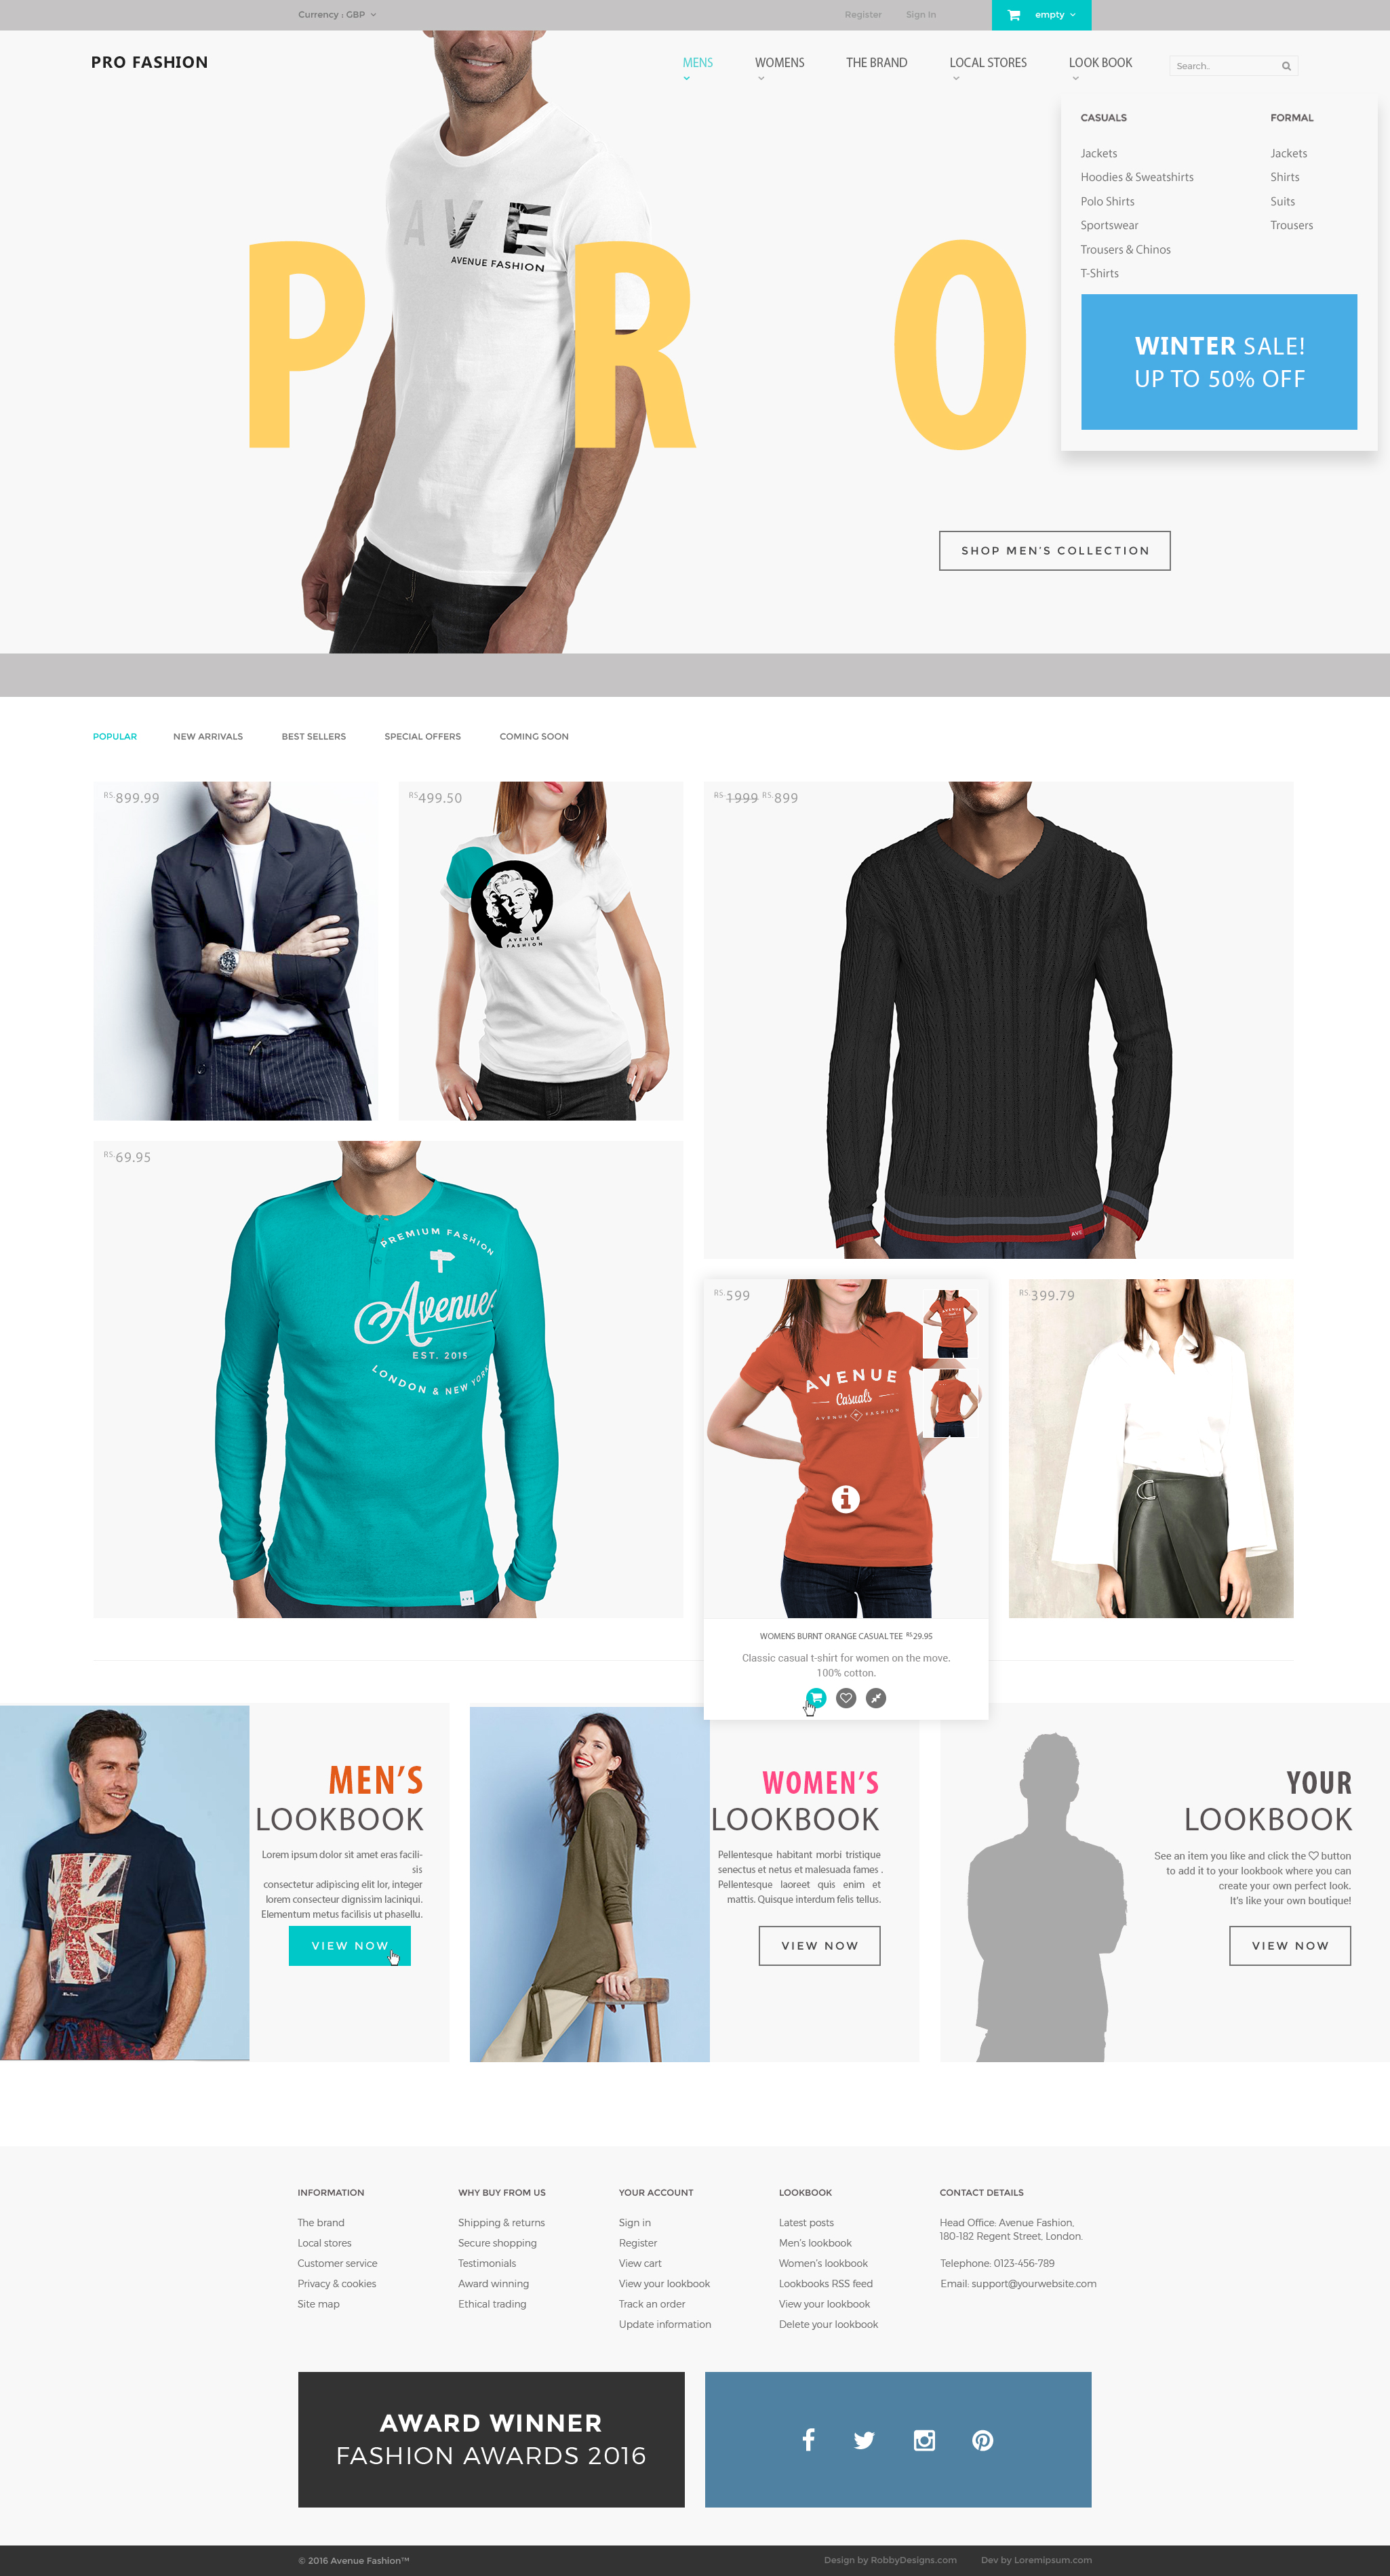 Currency : GBP
Register
Sign In
empty
PRO FASHION
MENS
WOMENS
THE BRAND
LOCAL STORES
LOOK BOOK
Search..
CASUALS
Jackets
Hoodies & Sweatshirts
Polo Shirts
Sportswear
Trousers & Chinos
T-Shirts
FORMAL
Jackets
Shirts
Suits
Trousers
WINTER SALE!
UP TO 50% OFF
AVE
AVENUE FASHION
P R O
SHOP MEN'S COLLECTION
POPULAR
NEW ARRIVALS
BEST SELLERS
SPECIAL OFFERS
COMING SOON
RS.899.99
RS.499.50
AVENUE
FASHION
RS.1999 RS.899
AVE
RS.69.95
PREMIUM FASHION
Avenue
EST. 2015
LONDON & NEW YORK
AVE
RS.599
AVENUE
Casuals
AVENUE FASHION
RS.399.79
WOMENS BURNT ORANGE CASUAL TEE RS.29.95
Classic casual t-shirt for women on the move.
100% cotton.
MEN'S
LOOKBOOK
Lorem ipsum dolor sit amet eras facili-
sis
consectetur adipiscing elit lor, integer
lorem consectetur dignissim laciniqui.
Elementum metus facilisis ut phasellu.
VIEW NOW
WOMEN'S
LOOKBOOK
Pellentesque habitant morbi tristique
senectus et netus et malesuada fames .
Pellentesque laoreet quis enim et
mattis. Quisque interdum felis tellus.
VIEW NOW
YOUR
LOOKBOOK
See an item you like and click the ♡ button
to add it to your lookbook where you can
create your own perfect look.
It's like your own boutique!
VIEW NOW
INFORMATION
The brand
Local stores
Customer service
Privacy & cookies
Site map
WHY BUY FROM US
Shipping & returns
Secure shopping
Testimonials
Award winning
Ethical trading
YOUR ACCOUNT
Sign in
Register
View cart
View your lookbook
Track an order
Update information
LOOKBOOK
Latest posts
Men's lookbook
Women's lookbook
Lookbooks RSS feed
View your lookbook
Delete your lookbook
CONTACT DETAILS
Head Office: Avenue Fashion,
180-182 Regent Street, London.
Telephone: 0123-456-789
Email: support@yourwebsite.com
AWARD WINNER
FASHION AWARDS 2016
© 2016 Avenue Fashion™
Design by RobbyDesigns.com
Dev by Loremipsum.com